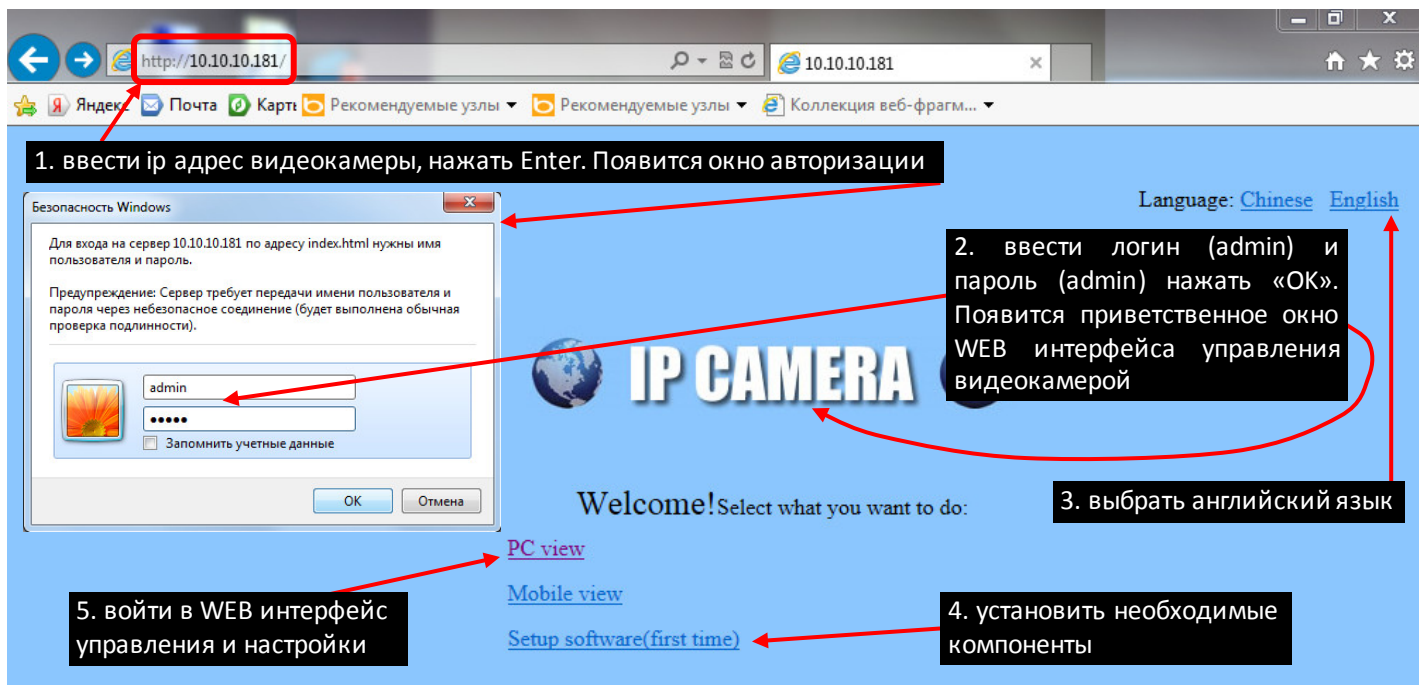 http://10.10.10.181/
10.10.10.181
Яндекс Почта Карты Рекомендуемые узлы Рекомендуемые узлы Коллекция веб-фрагм...
1. ввести ip адрес видеокамеры, нажать Enter. Появится окно авторизации
Language: Chinese English
Безопасность Windows
Для входа на сервер 10.10.10.181 по адресу index.html нужны имя
пользователя и пароль.
Предупреждение: Сервер требует передачи имени пользователя и
пароля через небезопасное соединение (будет выполнена обычная
проверка подлинности).
admin
•••••
Запомнить учетные данные
ОК Отмена
2. ввести логин (admin) и
пароль (admin) нажать «ОК».
Появится приветственное окно
WEB интерфейса управления
видеокамерой
IP CAMERA
3. выбрать английский язык
Welcome!Select what you want to do:
PC view
Mobile view
Setup software(first time)
5. войти в WEB интерфейс
управления и настройки
4. установить необходимые
компоненты